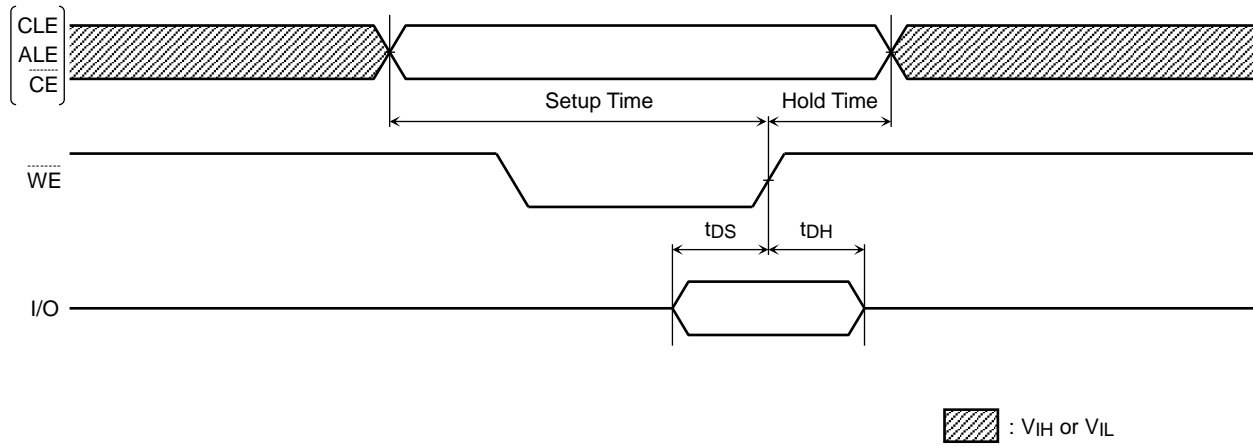 CLE
ALE
CE
Setup Time
Hold Time
WE
tDS
tDH
I/O
: VIH or VIL